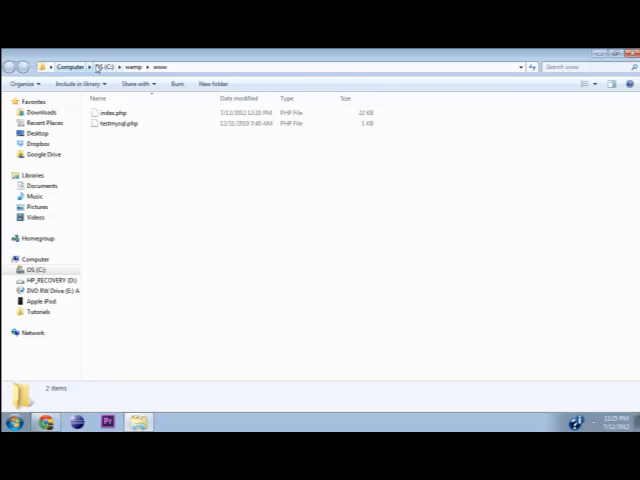 Computer OS (C:) wamp www Search www
Organize Include in library Share with Burn New folder
Name Date modified Type Size
index.php 7/12/2012 12:20 PM PHP File 22 KB
testmysql.php 12/31/2010 7:40 AM PHP File 1 KB
Favorites
Downloads
Recent Places
Desktop
Dropbox
Google Drive
Libraries
Documents
Music
Pictures
Videos
Homegroup
Computer
OS (C:)
HP_RECOVERY (D:)
DVD RW Drive (E:) A
Apple iPod
Tutorials
Network
2 items
Pr
12:25 PM
7/12/2012